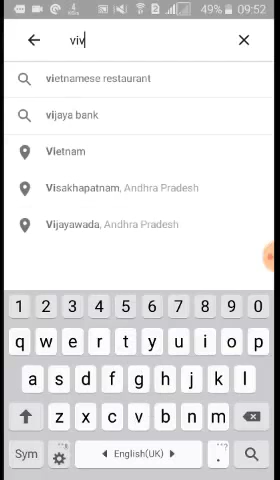 49% 09:52
viv
vietnamese restaurant
vijaya bank
Vietnam
Visakhapatnam, Andhra Pradesh
Vijayawada, Andhra Pradesh
1 2 3 4 5 6 7 8 9 0
q w e r t y u i o p
a s d f g h j k l
z x c v b n m
Sym English(UK) .